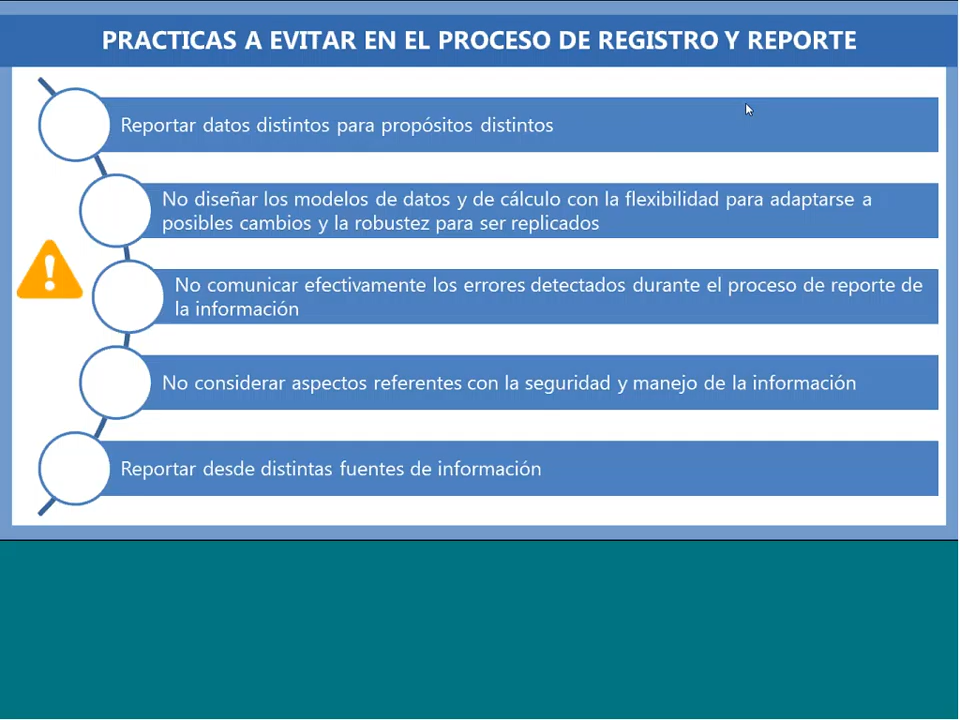 PRACTICAS A EVITAR EN EL PROCESO DE REGISTRO Y REPORTE
Reportar datos distintos para propósitos distintos
No diseñar los modelos de datos y de cálculo con la flexibilidad para adaptarse a
posibles cambios y la robustez para ser replicados
No comunicar efectivamente los errores detectados durante el proceso de reporte de
la información
No considerar aspectos referentes con la seguridad y manejo de la información
Reportar desde distintas fuentes de información